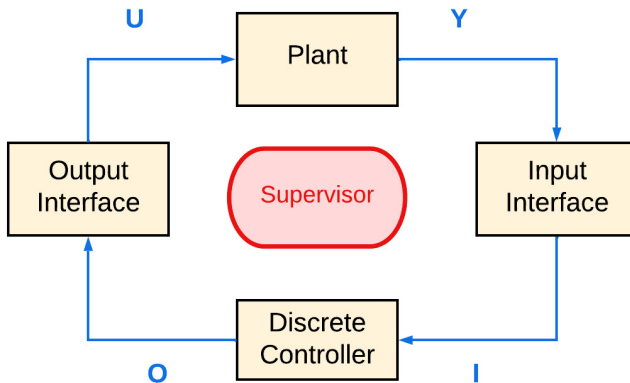 U
Y
Plant
Output
Interface
Supervisor
Input
Interface
Discrete
Controller
O
I